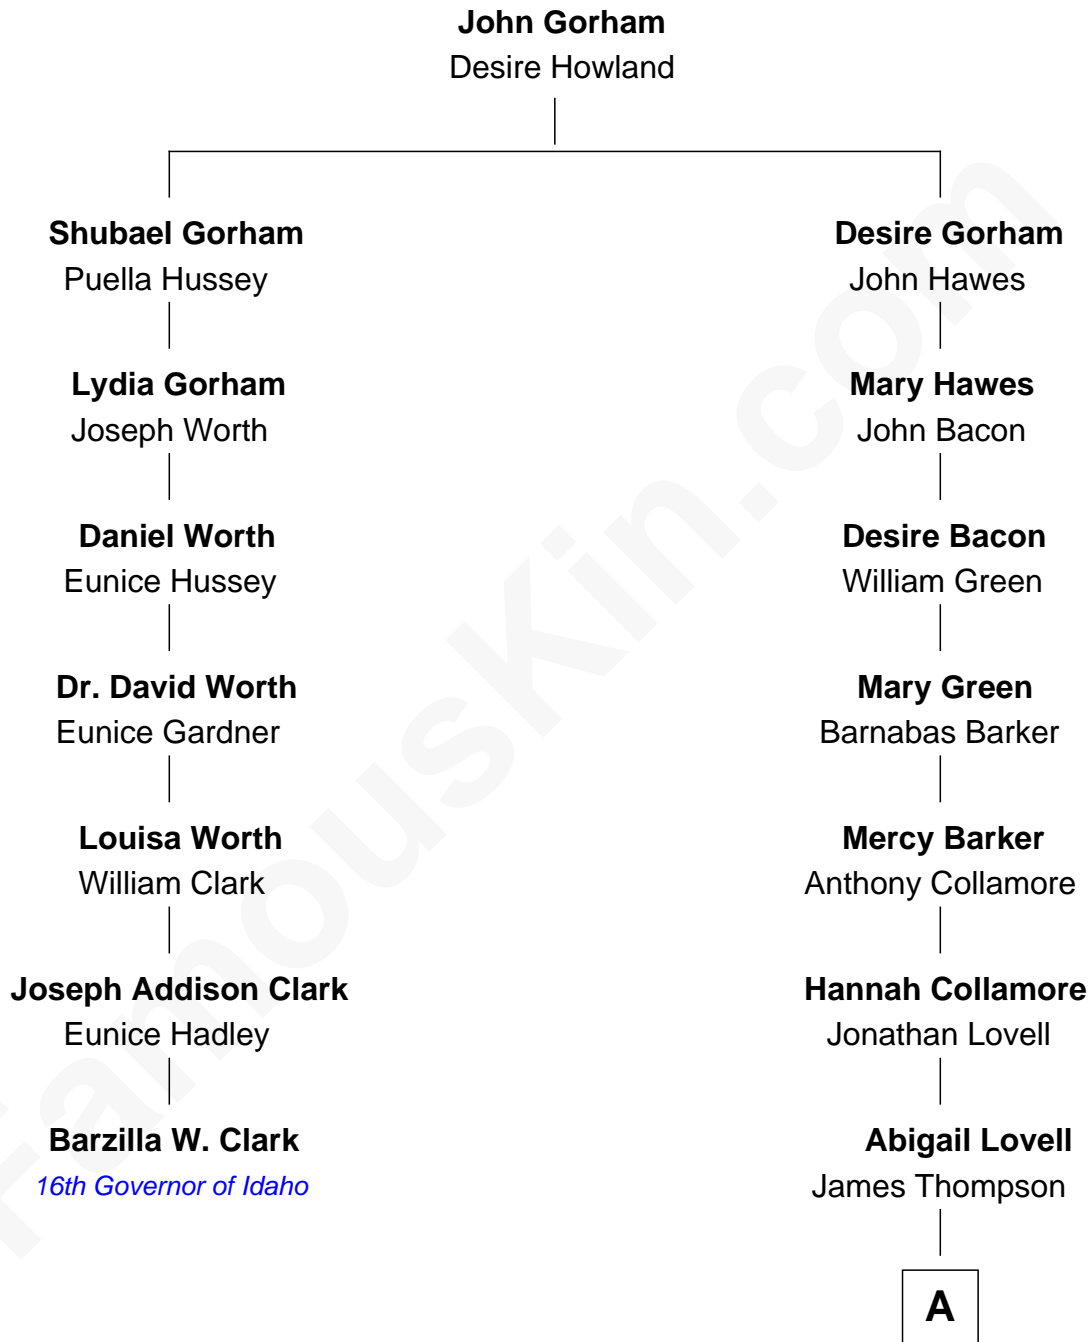 John Gorham
Desire Howland
Shubael Gorham
Puella Hussey
Desire Gorham
John Hawes
Lydia Gorham
Joseph Worth
Mary Hawes
John Bacon
Daniel Worth
Eunice Hussey
Desire Bacon
William Green
Dr. David Worth
Eunice Gardner
Mary Green
Barnabas Barker
Louisa Worth
William Clark
Mercy Barker
Anthony Collamore
Joseph Addison Clark
Eunice Hadley
Hannah Collamore
Jonathan Lovell
Barzilla W. Clark
16th Governor of Idaho
Abigail Lovell
James Thompson
A
FamousKin.com